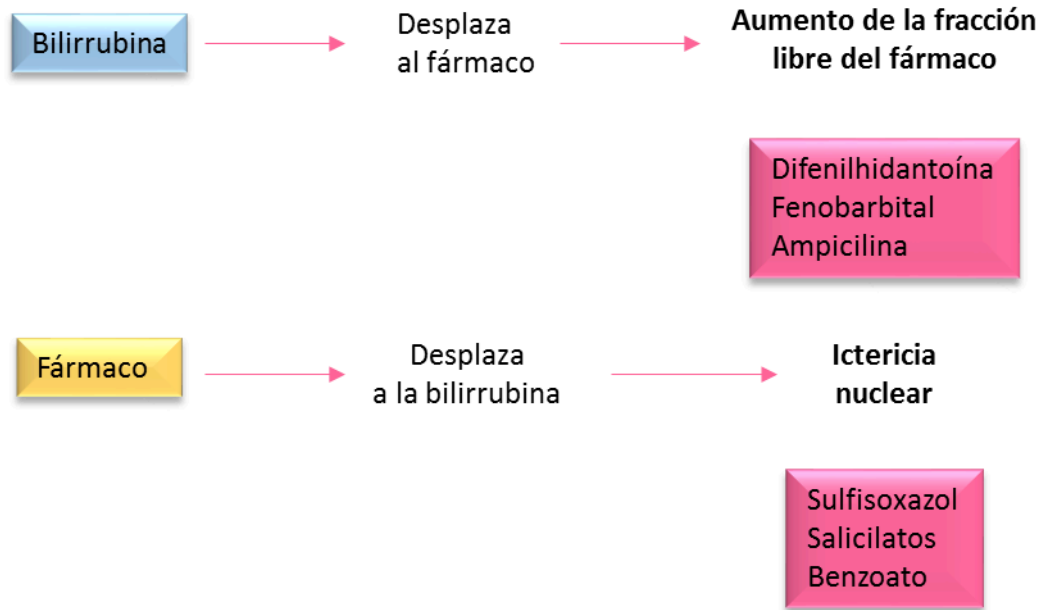 Bilirrubina
Desplaza
al fármaco
Aumento de la fracción
libre del fármaco
Difenilhidantoína
Fenobarbital
Ampicilina
Fármaco
Desplaza
a la bilirrubina
Ictericia
nuclear
Sulfisoxazol
Salicilatos
Benzoato